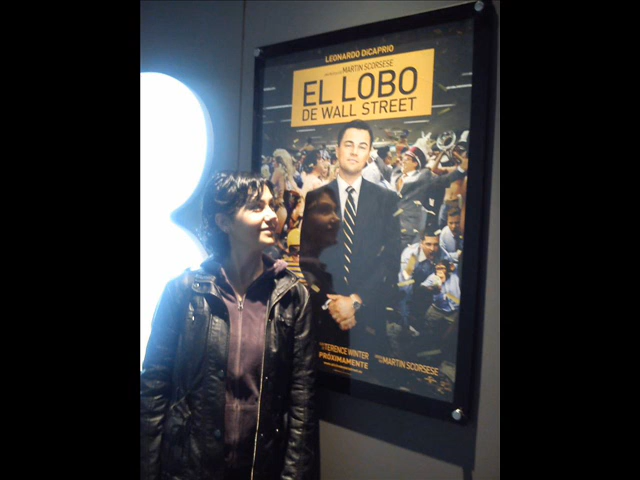 LEONARDO DiCAPRIO
MARTIN SCORSESE
EL LOBO
DE WALL STREET
TERENCE WINTER
MARTIN SCORSESE
PRÓXIMAMENTE